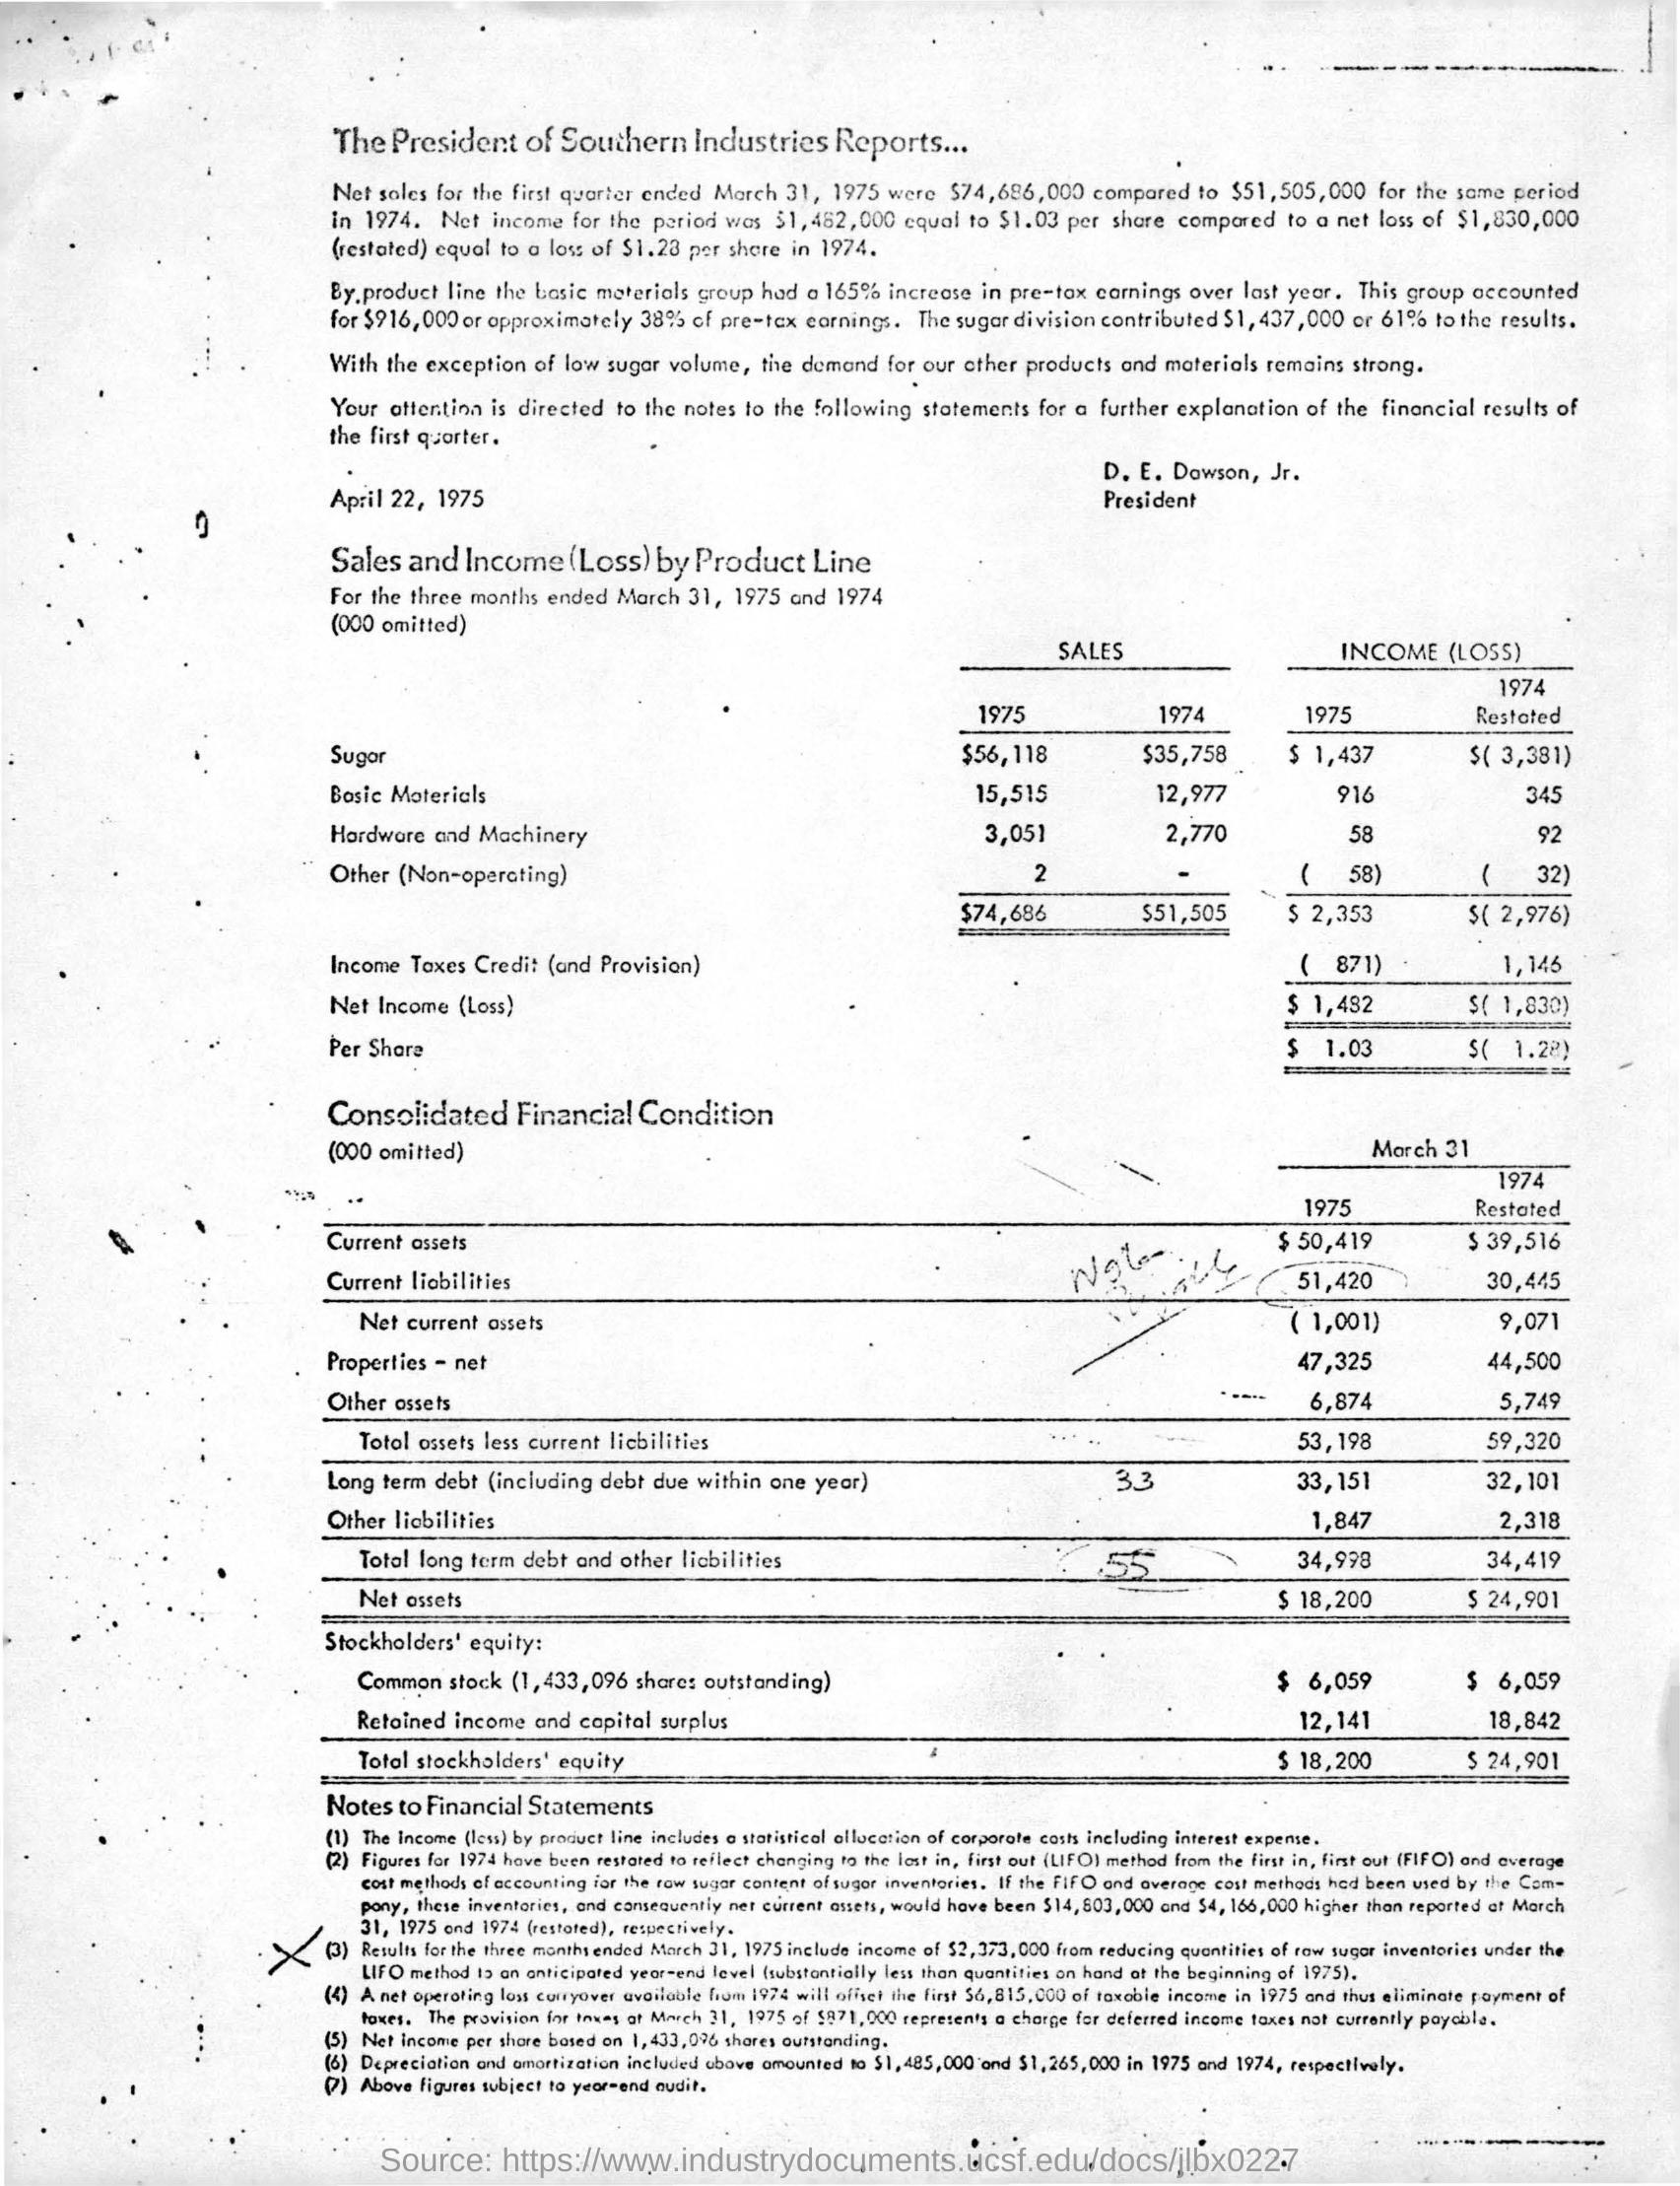 The President of Southern Industries Reports...
Net sales for the first quarter ended March 31, 1975 were $74,686,000 compared to $51,505,000 for the same period
in 1974. Net income for the period was $1,482,000 equal to $1.03 per share compared to a net loss of $1,830,000
(restated) equal to a loss of $1.28 per share in 1974.
By product line the basic materials group had a 165% increase in pre-tax earnings over last year. This group accounted
for $916,000 or approximately 38% of pre-tax earnings. The sugar division contributed $1,437,000 or 61% to the results.
With the exception of low sugar volume, the demand for our other products and materials remains strong.
Your attention is directed to the notes to the following statements for a further explanation of the financial results of
the first quarter.
D. E. Dawson, Jr.
April 22, 1975 President
Sales and Income (Loss) by Product Line
For the three months ended March 31, 1975 and 1974
(000 omitted)
SALES INCOME (LOSS)
1974
1975 1974 1975 Restated
Sugar $56,118 $35,758 $ 1,437 $( 3,381)
Basic Materials 15,515 12,977 916 345
Hardware and Machinery 3,051 2,770 58 92
Other (Non-operating) 2 - ( 58) ( 32)
$74,686 $51,505 $ 2,353 $( 2,976)
Income Taxes Credit (and Provision) ( 871) 1,146
Net Income (Loss) $ 1,482 $( 1,830)
Per Share $ 1.03 $( 1.28)
Consolidated Financial Condition
(000 omitted) March 31
1974
1975 Restated
Current assets $ 50,419 $ 39,516
Current liabilities 51,420 30,445
Net current assets ( 1,001) 9,071
Properties - net 47,325 44,500
Other assets 6,874 5,749
Total assets less current liabilities 53,198 59,320
Long term debt (including debt due within one year) 33 33,151 32,101
Other liabilities 1,847 2,318
Total long term debt and other liabilities 55 34,998 34,419
Net assets $ 18,200 $ 24,901
Stockholders' equity:
Common stock (1,433,096 shares outstanding) $ 6,059 $ 6,059
Retained income and capital surplus 12,141 18,842
Total stockholders' equity $ 18,200 $ 24,901
Notes to Financial Statements
(1) The income (loss) by product line includes a statistical allocation of corporate costs including interest expense.
(2) Figures for 1974 have been restated to reflect changing to the last in, first out (LIFO) method from the first in, first out (FIFO) and average
cost methods of accounting for the raw sugar content of sugar inventories. If the FIFO and average cost methods had been used by the Com-
pany, these inventories, and consequently net current assets, would have been $14,803,000 and $4,166,000 higher than reported at March
31, 1975 and 1974 (restated), respectively.
(3) Results for the three months ended March 31, 1975 include income of $2,373,000 from reducing quantities of raw sugar inventories under the
LIFO method to an anticipated year-end level (substantially less than quantities on hand at the beginning of 1975).
(4) A net operating loss carryover available from 1974 will offset the first $6,815,000 of taxable income in 1975 and thus eliminate payment of
taxes. The provision for taxes at March 31, 1975 of $871,000 represents a charge for deferred income taxes not currently payable.
(5) Net income per share based on 1,433,096 shares outstanding.
(6) Depreciation and amortization included above amounted to $1,485,000 and $1,265,000 in 1975 and 1974, respectively.
(7) Above figures subject to year-end audit.
Source: https://www.industrydocuments.ucsf.edu/docs/jlbx0227